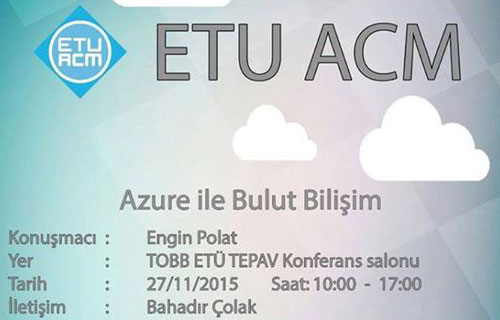 ETU
ACM
ETU ACM
Azure ile Bulut Bilişim
Konuşmacı : Engin Polat
Yer : TOBB ETÜ TEPAV Konferans salonu
Tarih : 27/11/2015 Saat: 10:00 - 17:00
İletişim : Bahadır Çolak